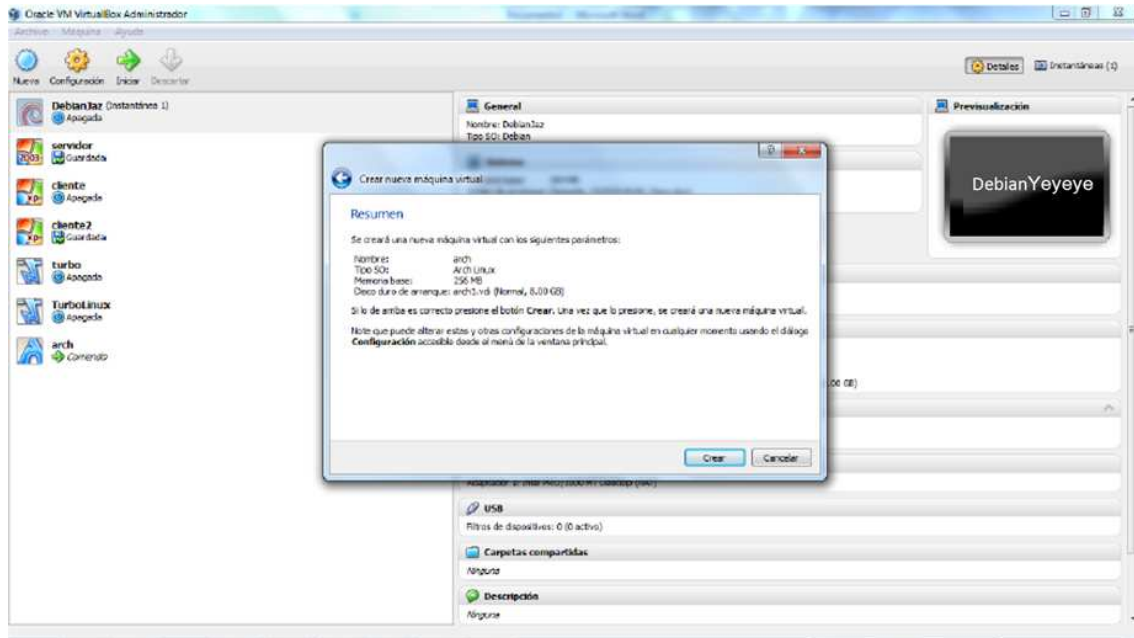 Oracle VM VirtualBox Administrador
Archivo Máquina Ayuda
Nueva Configuración Iniciar Descartar
Detalles Instantáneas (1)
DebianJaz (Instantánea 1)
Apagada
servidor
Guardada
cliente
Apagada
cliente2
Guardada
turbo
Apagada
TurboLinux
Apagada
arch
Corriendo
General
Nombre: DebianJaz
Tipo SO: Debian
Previsualización
DebianYeyeye
Crear nueva máquina virtual
Resumen
Se creará una nueva máquina virtual con los siguientes parámetros:
Nombre: arch
Tipo SO: Arch Linux
Memoria base: 256 MB
Disco duro de arranque: arch1.vdi (Normal, 8.00 GB)
Si lo de arriba es correcto presione el botón Crear. Una vez que lo presione, se creará una nueva máquina virtual.
Note que puede alterar estas y otras configuraciones de la máquina virtual en cualquier momento usando el diálogo
Configuración accesible desde el menú de la ventana principal.
Crear Cancelar
USB
Filtros de dispositivos: 0 (0 activo)
Carpetas compartidas
Ninguna
Descripción
Ninguna